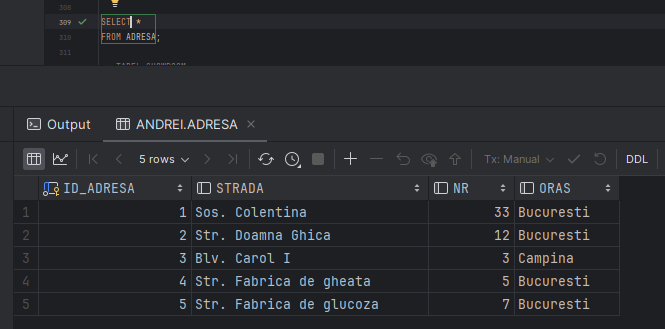 308
309 SELECT *
310 FROM ADRESA;
311
Output ANDREI.ADRESA
5 rows Tx: Manual DDL
ID_ADRESA STRADA NR ORAS
1 1 Sos. Colentina 33 Bucuresti
2 2 Str. Doamna Ghica 12 Bucuresti
3 3 Blv. Carol I 3 Campina
4 4 Str. Fabrica de gheata 5 Bucuresti
5 5 Str. Fabrica de glucoza 7 Bucuresti